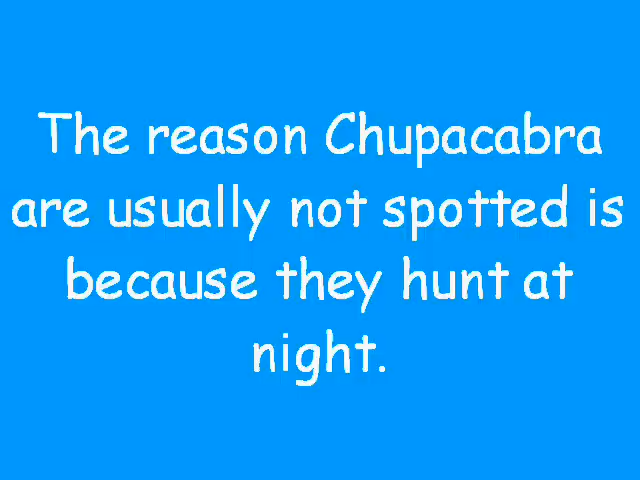 The reason Chupacabra
are usually not spotted is
because they hunt at
night.